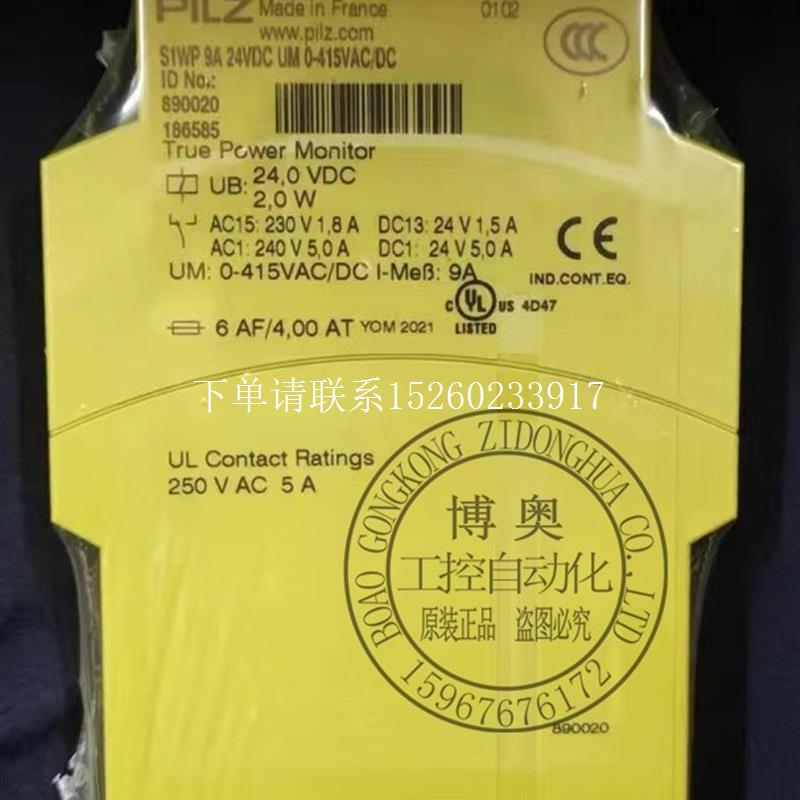 PILZ Made in France 0102
www.pilz.com
S1WP 9A 24VDC UM 0-415VAC/DC
ID No.:
890020
186585
CCC
True Power Monitor
UB: 24,0 VDC
2,0 W
AC15: 230 V 1,8 A DC13: 24 V 1,5 A
AC1: 240 V 5,0 A DC1: 24 V 5,0 A
UM: 0-415VAC/DC I-Meß: 9A
CE
IND.CONT.EQ.
C UL US 4D47
LISTED
6 AF/4,00 AT YOM 2021
下单请联系15260233917
UL Contact Ratings
250 V AC 5 A
BOAO GONGKONG ZIDONGHUA CO.,LTD
博奥
工控自动化
原装正品 盗图必究
15967676172
890020